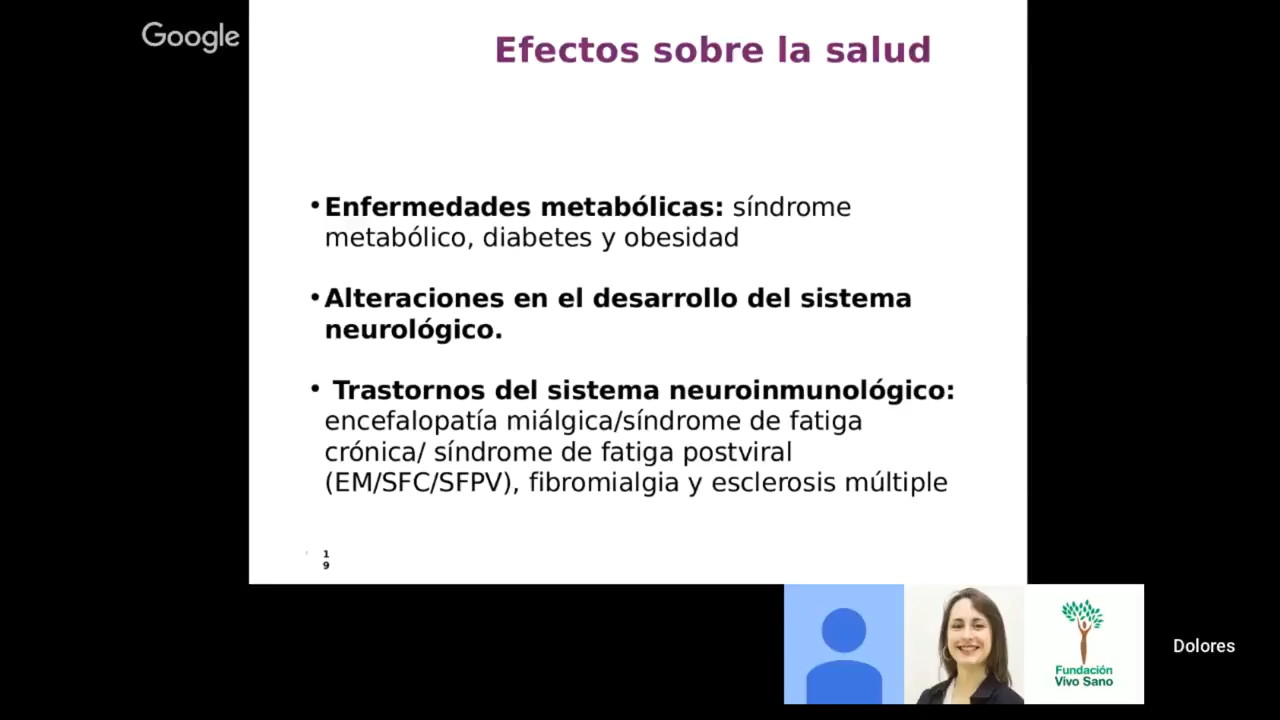 Google
Efectos sobre la salud
•Enfermedades metabólicas: síndrome
metabólico, diabetes y obesidad
•Alteraciones en el desarrollo del sistema
neurológico.
• Trastornos del sistema neuroinmunológico:
encefalopatía miálgica/síndrome de fatiga
crónica/ síndrome de fatiga postviral
(EM/SFC/SFPV), fibromialgia y esclerosis múltiple
1
9
Fundación
Vivo Sano
Dolores